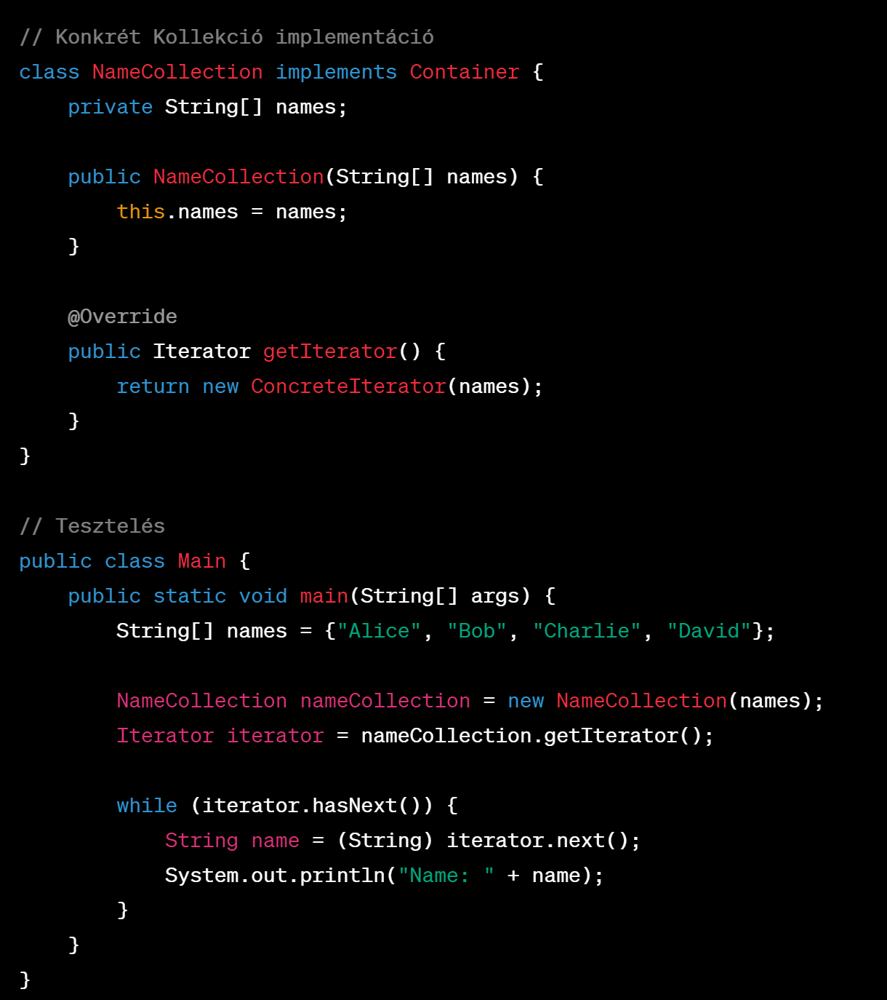 // Konkrét Kollekció implementáció
class NameCollection implements Container {
    private String[] names;

    public NameCollection(String[] names) {
        this.names = names;
    }

    @Override
    public Iterator getIterator() {
        return new ConcreteIterator(names);
    }
}

// Tesztelés
public class Main {
    public static void main(String[] args) {
        String[] names = {"Alice", "Bob", "Charlie", "David"};

        NameCollection nameCollection = new NameCollection(names);
        Iterator iterator = nameCollection.getIterator();

        while (iterator.hasNext()) {
            String name = (String) iterator.next();
            System.out.println("Name: " + name);
        }
    }
}